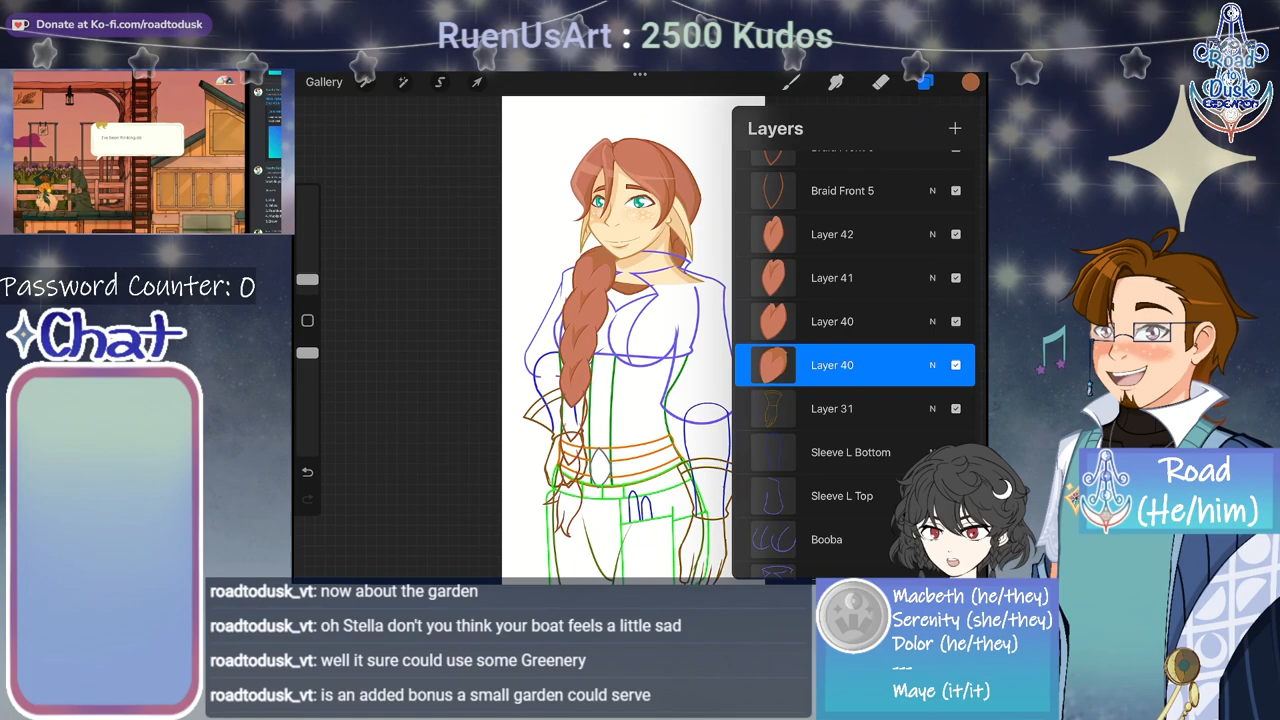 Donate at Ko-fi.com/roadtodusk
RuenUsArt : 2500 Kudos
Road
to
Dusk
Gallery
Layers
Braid Front 5
N
Layer 42
N
Layer 41
N
Layer 40
N
Layer 40
N
Layer 31
N
Sleeve L Bottom
Sleeve L Top
Booba
Password Counter: 0
Chat
Road
(He/him)
roadtodusk_vt: now about the garden
roadtodusk_vt: oh Stella don't you think your boat feels a little sad
roadtodusk_vt: well it sure could use some Greenery
roadtodusk_vt: is an added bonus a small garden could serve
Macbeth (he/they)
Serenity (she/they)
Dolor (he/they)
---
Maye (it/it)